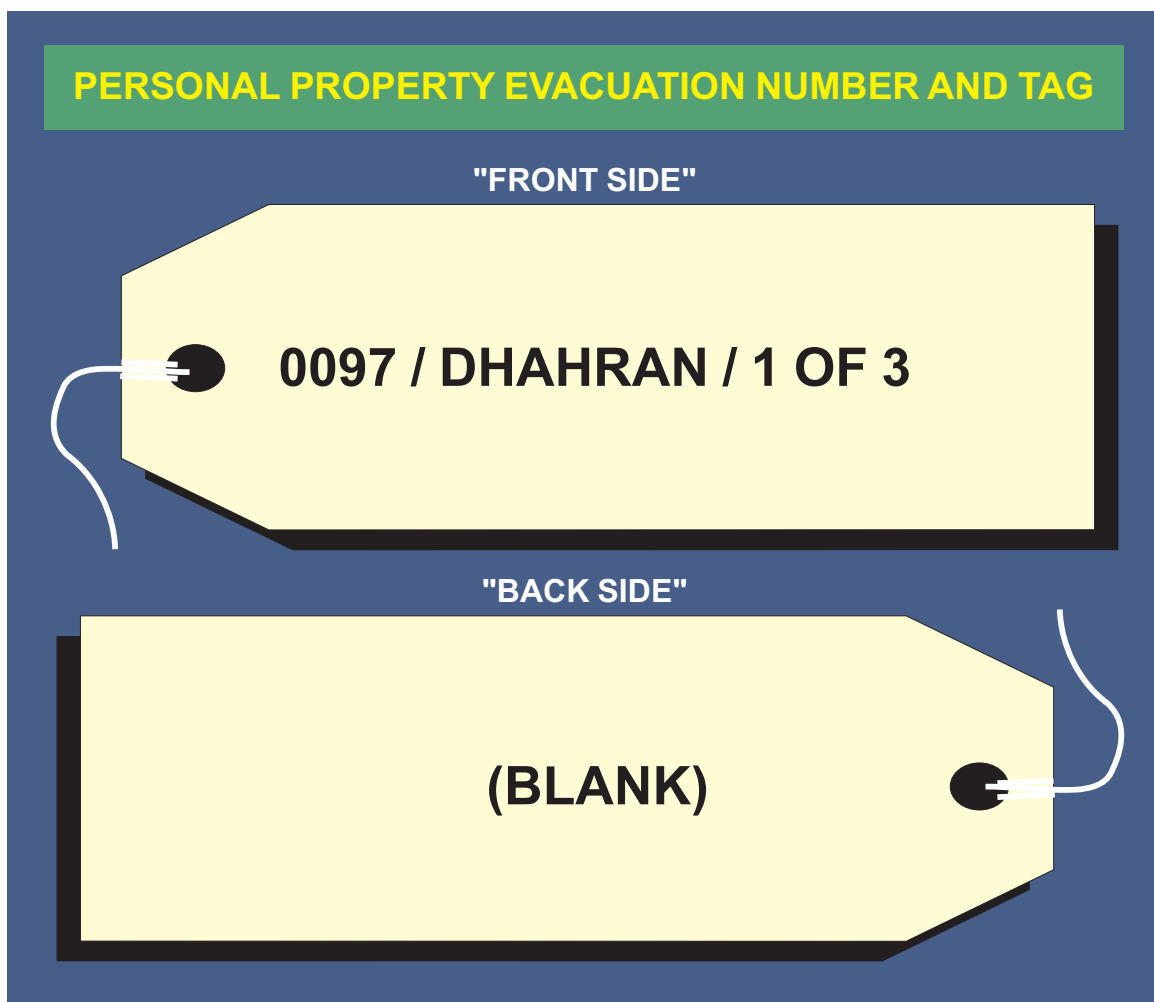 PERSONAL PROPERTY EVACUATION NUMBER AND TAG
"FRONT SIDE"
0097 / DHAHRAN / 1 OF 3
"BACK SIDE"
(BLANK)